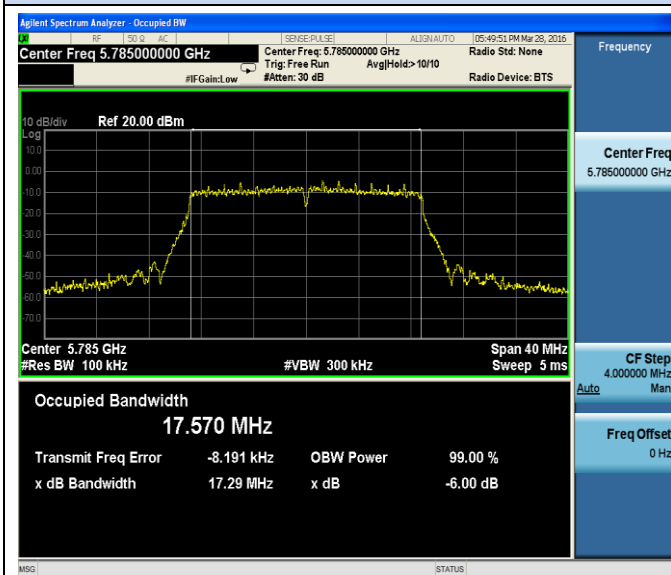 Agilent Spectrum Analyzer - Occupied BW
RF 50 Ω AC SENSE:PULSE ALIGN AUTO 05:49:51 PM Mar 28, 2016
Center Freq 5.785000000 GHz Center Freq: 5.785000000 GHz Radio Std: None Frequency
Trig: Free Run Avg|Hold:>10/10
#IFGain:Low #Atten: 30 dB Radio Device: BTS
10 dB/div Ref 20.00 dBm
Log
10.0
0.00
-10.0
-20.0
-30.0
-40.0
-50.0
-60.0
-70.0
Center Freq
5.785000000 GHz
Center 5.785 GHz Span 40 MHz
#Res BW 100 kHz #VBW 300 kHz Sweep 5 ms
CF Step
4.000000 MHz
Auto Man
Occupied Bandwidth
17.570 MHz
Transmit Freq Error -8.191 kHz OBW Power 99.00 %
x dB Bandwidth 17.29 MHz x dB -6.00 dB
Freq Offset
0 Hz
MSG STATUS